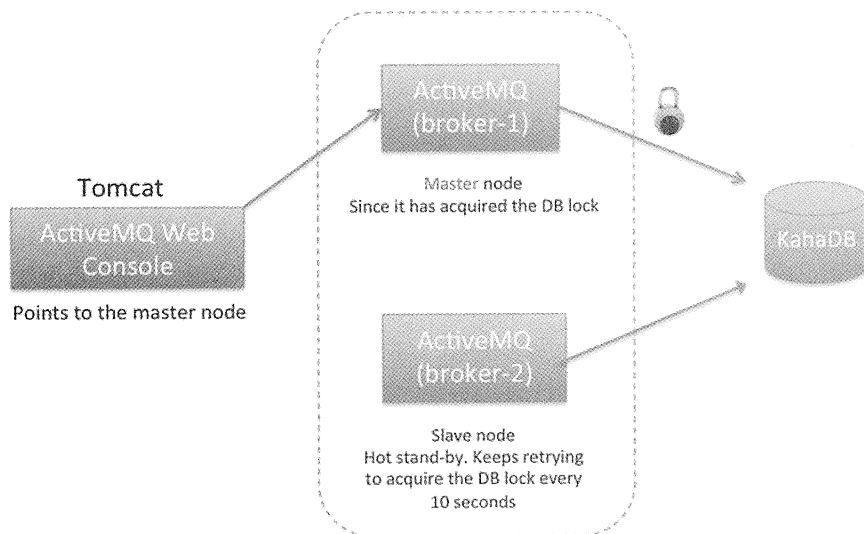 ActiveMQ
(broker-1)
Master node
Since it has acquired the DB lock
Tomcat
ActiveMQ Web
Console
Points to the master node
KahaDB
ActiveMQ
(broker-2)
Slave node
Hot stand-by. Keeps retrying
to acquire the DB lock every
10 seconds